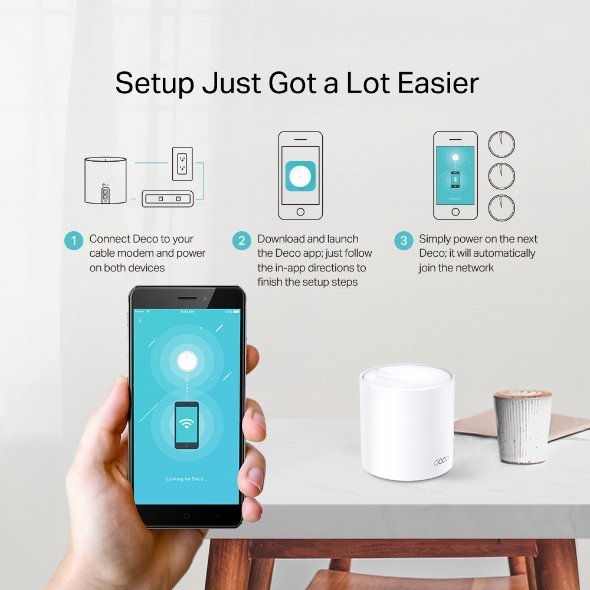 Setup Just Got a Lot Easier
1
Connect Deco to your
cable modem and power
on both devices
2
Download and launch
the Deco app; just follow
the in-app directions to
finish the setup steps
3
Simply power on the next
Deco; it will automatically
join the network
Looking for Deco...
deco